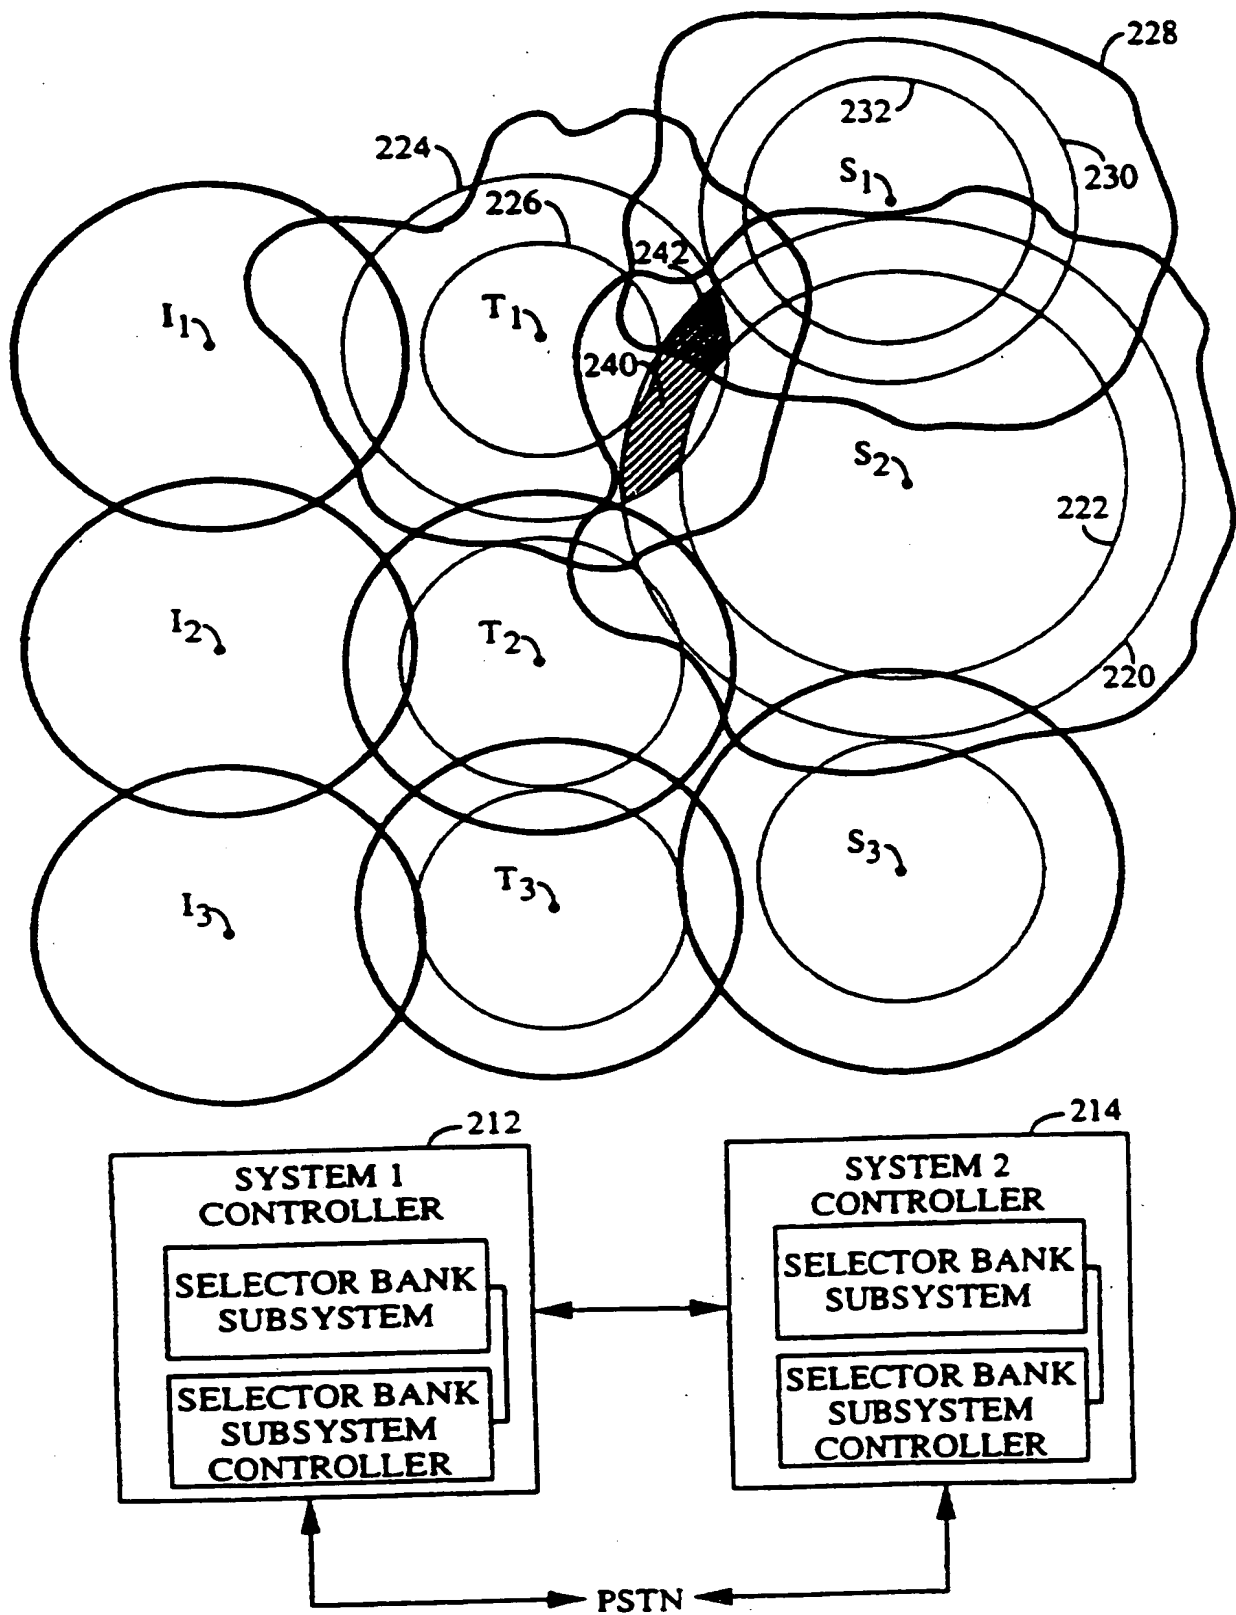 228
232
224
S1
230
226
242
I1
T1
240
S2
222
I2
T2
220
S3
T3
I3
212
214
SYSTEM 1
CONTROLLER
SELECTOR BANK
SUBSYSTEM
SELECTOR BANK
SUBSYSTEM
CONTROLLER
SYSTEM 2
CONTROLLER
SELECTOR BANK
SUBSYSTEM
SELECTOR BANK
SUBSYSTEM
CONTROLLER
PSTN